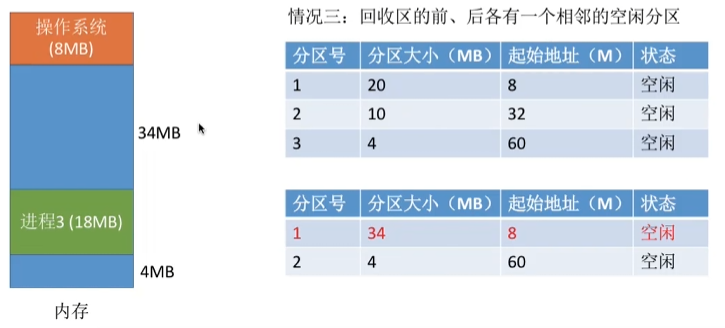 情况三：回收区的前、后各有一个相邻的空闲分区
操作系统
(8MB)
34MB
进程3 (18MB)
4MB
内存
分区号 分区大小（MB） 起始地址（M） 状态
1 20 8 空闲
2 10 32 空闲
3 4 60 空闲
分区号 分区大小（MB） 起始地址（M） 状态
1 34 8 空闲
2 4 60 空闲